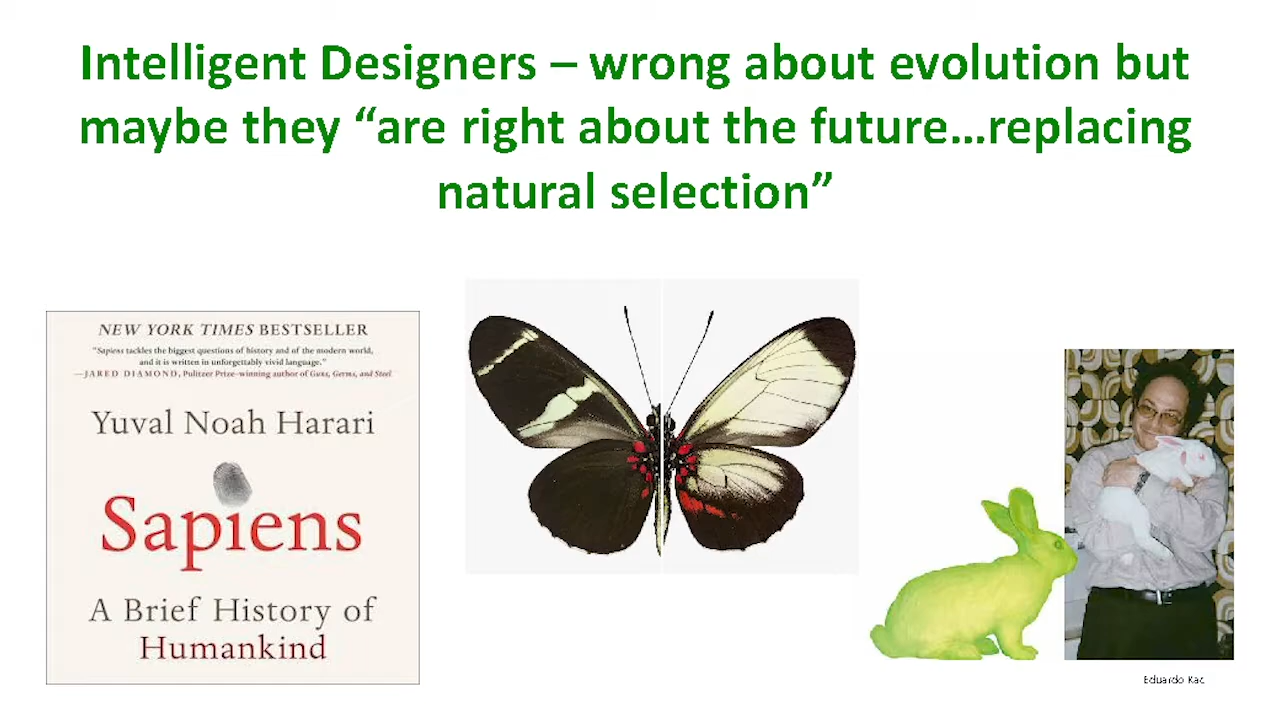 Intelligent Designers – wrong about evolution but
maybe they “are right about the future…replacing
natural selection”
NEW YORK TIMES BESTSELLER
“Sapiens tackles the biggest questions of history and of the modern world,
and it is written in unforgettably vivid language.”
—JARED DIAMOND, Pulitzer Prize–winning author of Guns, Germs, and Steel
Yuval Noah Harari
Sapiens
A Brief History of
Humankind
Eduardo Kac